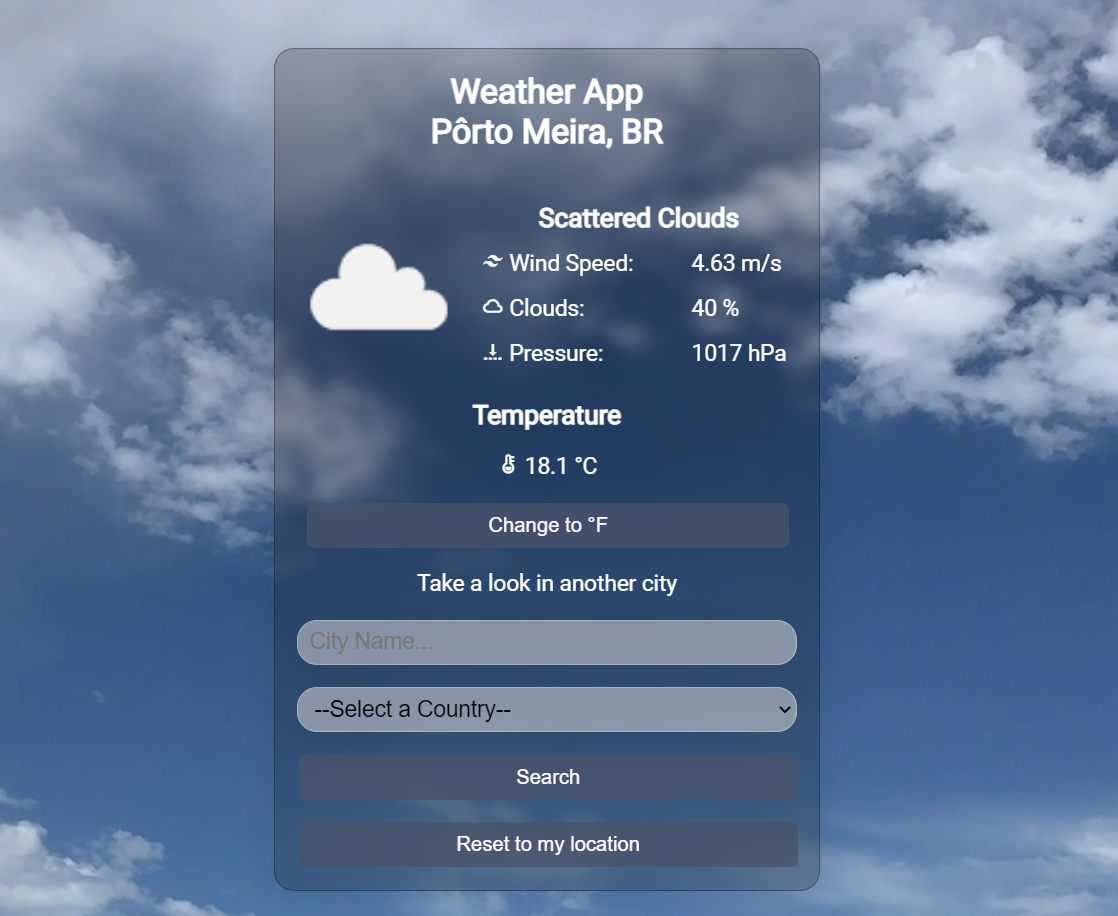 Weather App
Pôrto Meira, BR
Scattered Clouds
Wind Speed: 4.63 m/s
Clouds: 40 %
Pressure: 1017 hPa
Temperature
18.1 °C
Change to °F
Take a look in another city
City Name...
--Select a Country--
Search
Reset to my location